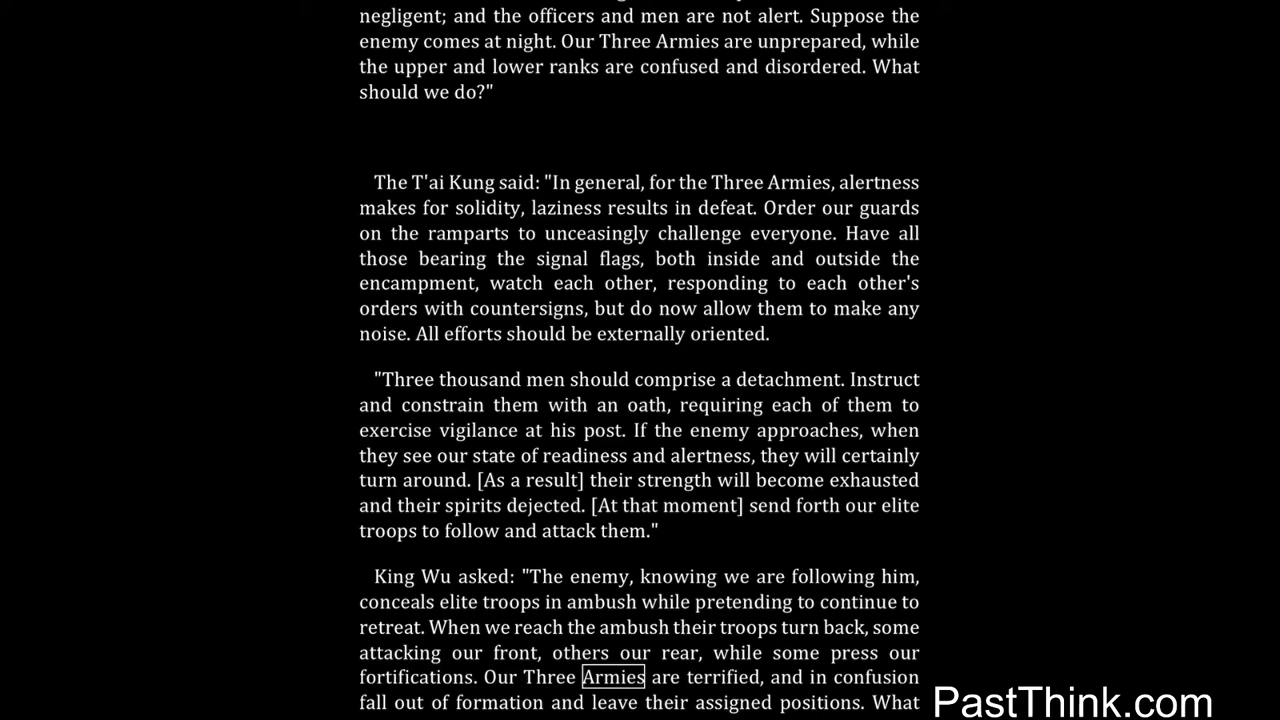 negligent; and the officers and men are not alert. Suppose the
enemy comes at night. Our Three Armies are unprepared, while
the upper and lower ranks are confused and disordered. What
should we do?"
The T'ai Kung said: "In general, for the Three Armies, alertness
makes for solidity, laziness results in defeat. Order our guards
on the ramparts to unceasingly challenge everyone. Have all
those bearing the signal flags, both inside and outside the
encampment, watch each other, responding to each other's
orders with countersigns, but do now allow them to make any
noise. All efforts should be externally oriented.
"Three thousand men should comprise a detachment. Instruct
and constrain them with an oath, requiring each of them to
exercise vigilance at his post. If the enemy approaches, when
they see our state of readiness and alertness, they will certainly
turn around. [As a result] their strength will become exhausted
and their spirits dejected. [At that moment] send forth our elite
troops to follow and attack them."
King Wu asked: "The enemy, knowing we are following him,
conceals elite troops in ambush while pretending to continue to
retreat. When we reach the ambush their troops turn back, some
attacking our front, others our rear, while some press our
fortifications. Our Three Armies are terrified, and in confusion
fall out of formation and leave their assigned positions. What
PastThink.com